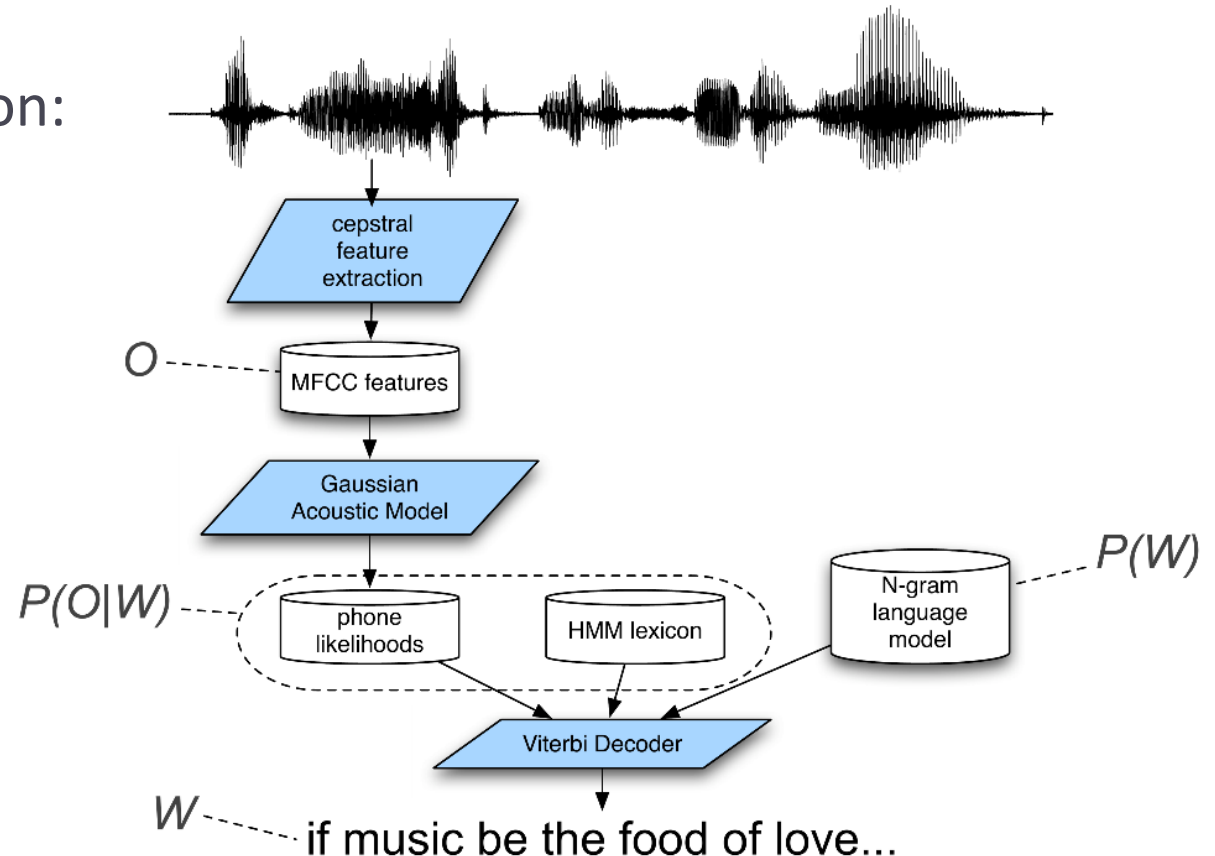 on:
cepstral
feature
extraction
O
MFCC features
Gaussian
Acoustic Model
P(O|W)
phone
likelihoods
HMM lexicon
N-gram
language
model
P(W)
Viterbi Decoder
W
if music be the food of love...